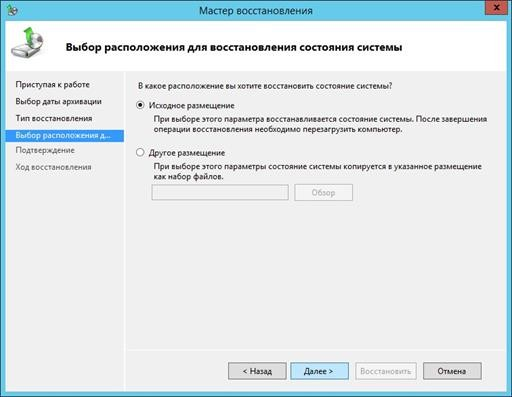 Мастер восстановления
x
Выбор расположения для восстановления состояния системы
Приступая к работе
Выбор даты архивации
Тип восстановления
Выбор расположения д...
Подтверждение
Ход восстановления
В какое расположение вы хотите восстановить состояние системы?
Исходное размещение
При выборе этого параметра восстанавливается состояние системы. После завершения
операции восстановления необходимо перезагрузить компьютер.
Другое размещение
При выборе этого параметры состояние системы копируется в указанное размещение
как набор файлов.
Обзор
< Назад
Далее >
Восстановить
Отмена